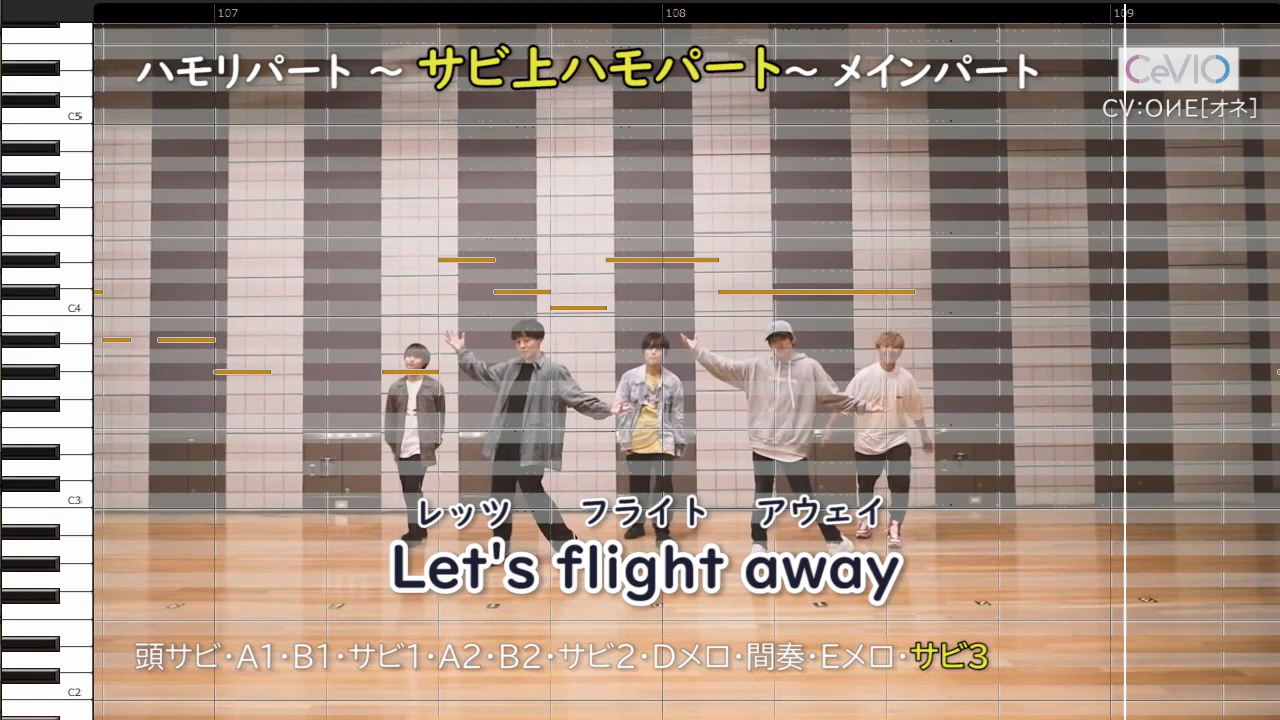 107 108 109
ハモリパート ～ サビ上ハモパート～ メインパート
CeVIO
CV:OИE[オネ]
C5
C4
C3
レッツ フライト アウェイ
Let's flight away
頭サビ･A1･B1･サビ1･A2･B2･サビ2･Dメロ･間奏･Eメロ･サビ3
C2